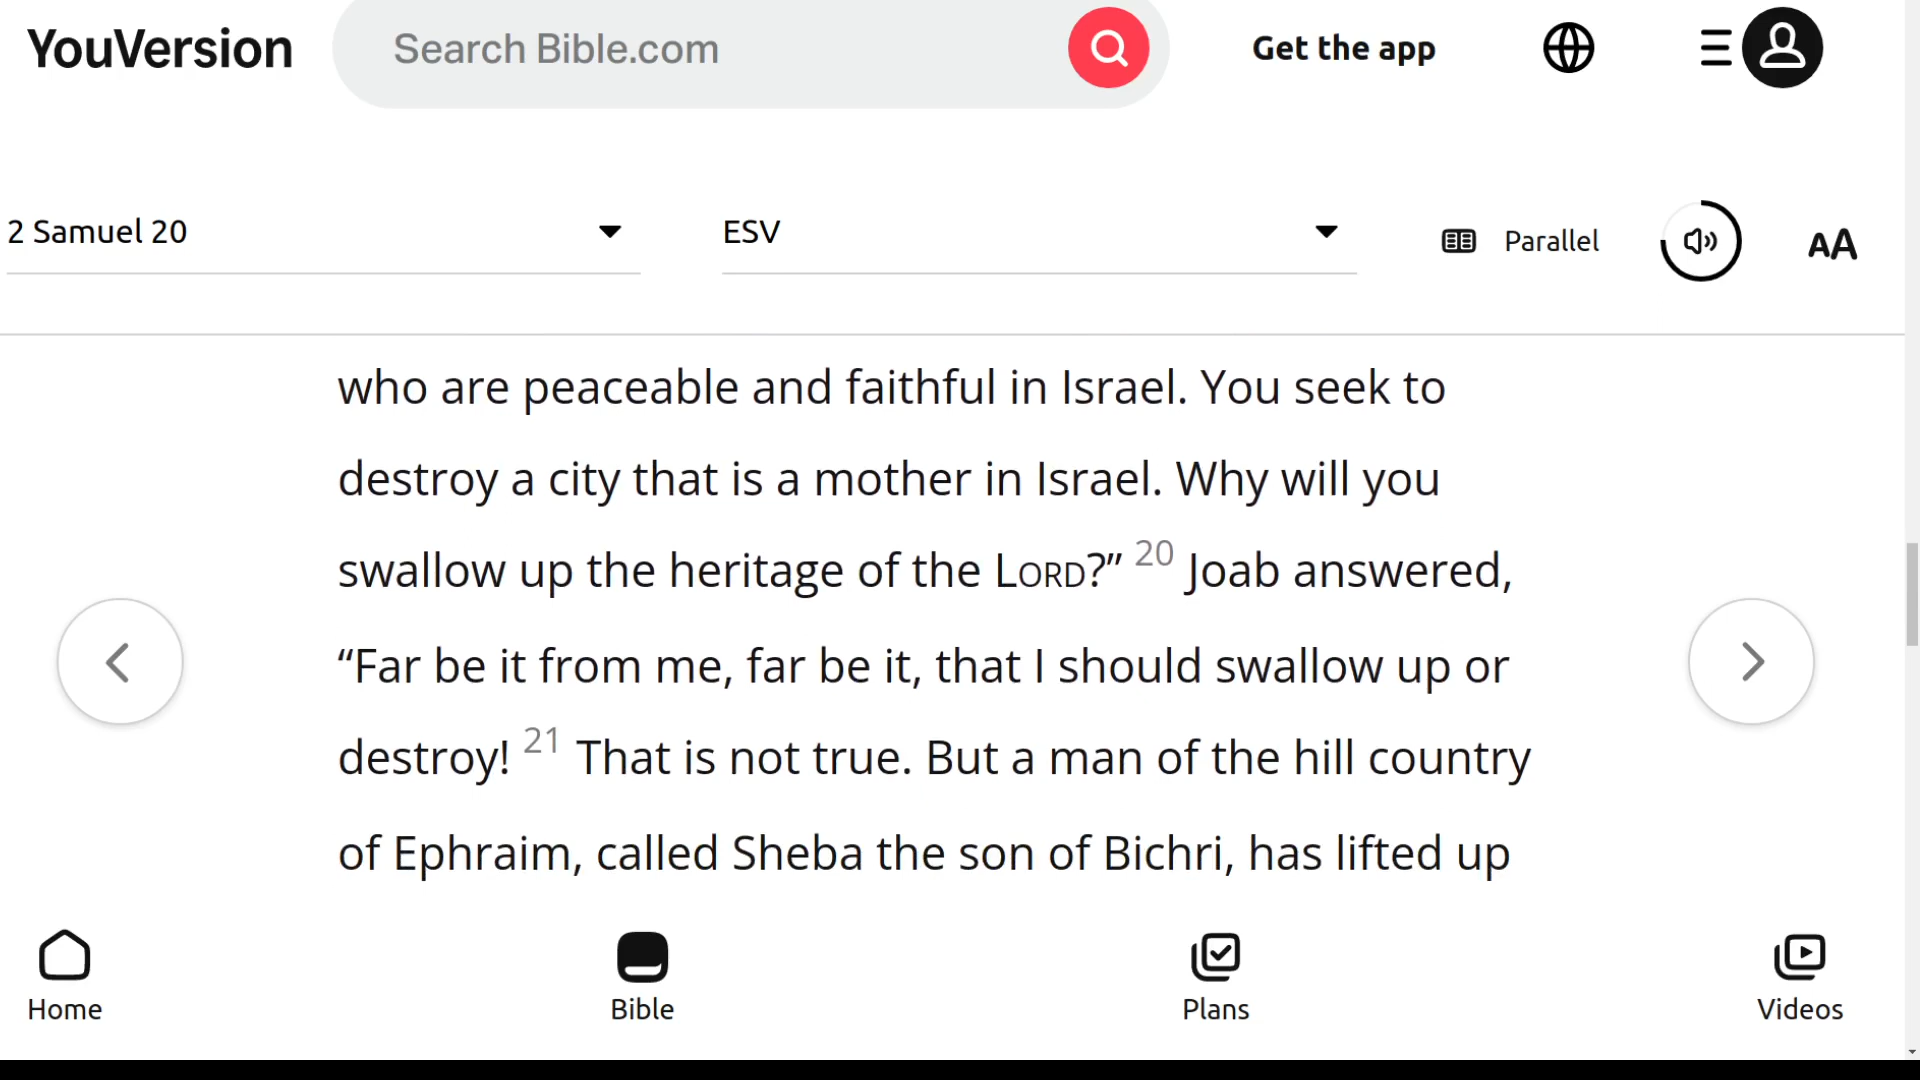 YouVersion
Search Bible.com
Get the app
2 Samuel 20
ESV
Parallel
AA
who are peaceable and faithful in Israel. You seek to
destroy a city that is a mother in Israel. Why will you
swallow up the heritage of the LORD?” 20 Joab answered,
“Far be it from me, far be it, that I should swallow up or
destroy! 21 That is not true. But a man of the hill country
of Ephraim, called Sheba the son of Bichri, has lifted up
Home
Bible
Plans
Videos